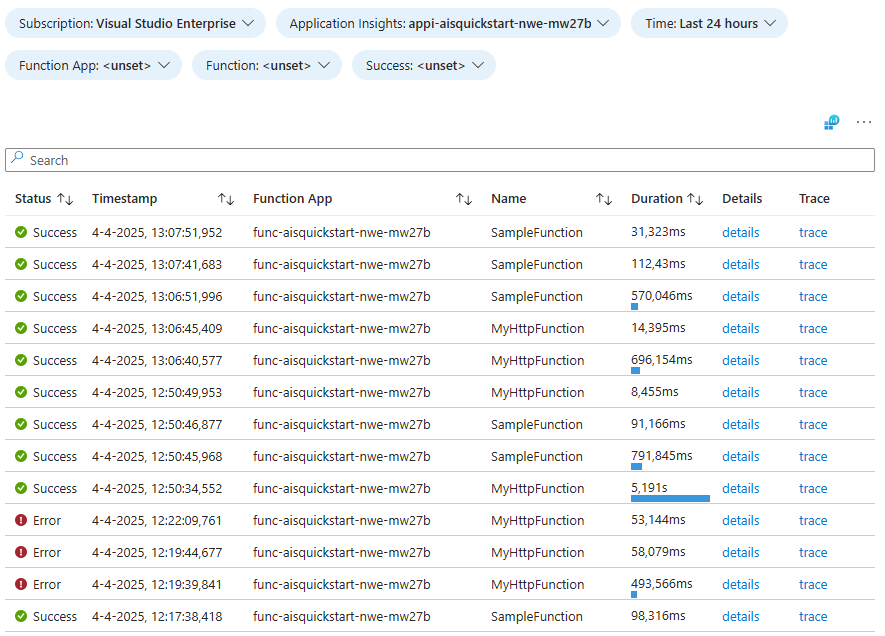 Subscription: Visual Studio Enterprise Application Insights: appi-aisquickstart-nwe-mw27b Time: Last 24 hours
Function App: <unset> Function: <unset> Success: <unset>
Search
Status Timestamp Function App Name Duration Details Trace
Success 4-4-2025, 13:07:51,952 func-aisquickstart-nwe-mw27b SampleFunction 31,323ms details trace
Success 4-4-2025, 13:07:41,683 func-aisquickstart-nwe-mw27b SampleFunction 112,43ms details trace
Success 4-4-2025, 13:06:51,996 func-aisquickstart-nwe-mw27b SampleFunction 570,046ms details trace
Success 4-4-2025, 13:06:45,409 func-aisquickstart-nwe-mw27b MyHttpFunction 14,395ms details trace
Success 4-4-2025, 13:06:40,577 func-aisquickstart-nwe-mw27b MyHttpFunction 696,154ms details trace
Success 4-4-2025, 12:50:49,953 func-aisquickstart-nwe-mw27b MyHttpFunction 8,455ms details trace
Success 4-4-2025, 12:50:46,877 func-aisquickstart-nwe-mw27b SampleFunction 91,166ms details trace
Success 4-4-2025, 12:50:45,968 func-aisquickstart-nwe-mw27b SampleFunction 791,845ms details trace
Success 4-4-2025, 12:50:34,552 func-aisquickstart-nwe-mw27b MyHttpFunction 5,191s details trace
Error 4-4-2025, 12:22:09,761 func-aisquickstart-nwe-mw27b MyHttpFunction 53,144ms details trace
Error 4-4-2025, 12:19:44,677 func-aisquickstart-nwe-mw27b MyHttpFunction 58,079ms details trace
Error 4-4-2025, 12:19:39,841 func-aisquickstart-nwe-mw27b MyHttpFunction 493,566ms details trace
Success 4-4-2025, 12:17:38,418 func-aisquickstart-nwe-mw27b SampleFunction 98,316ms details trace